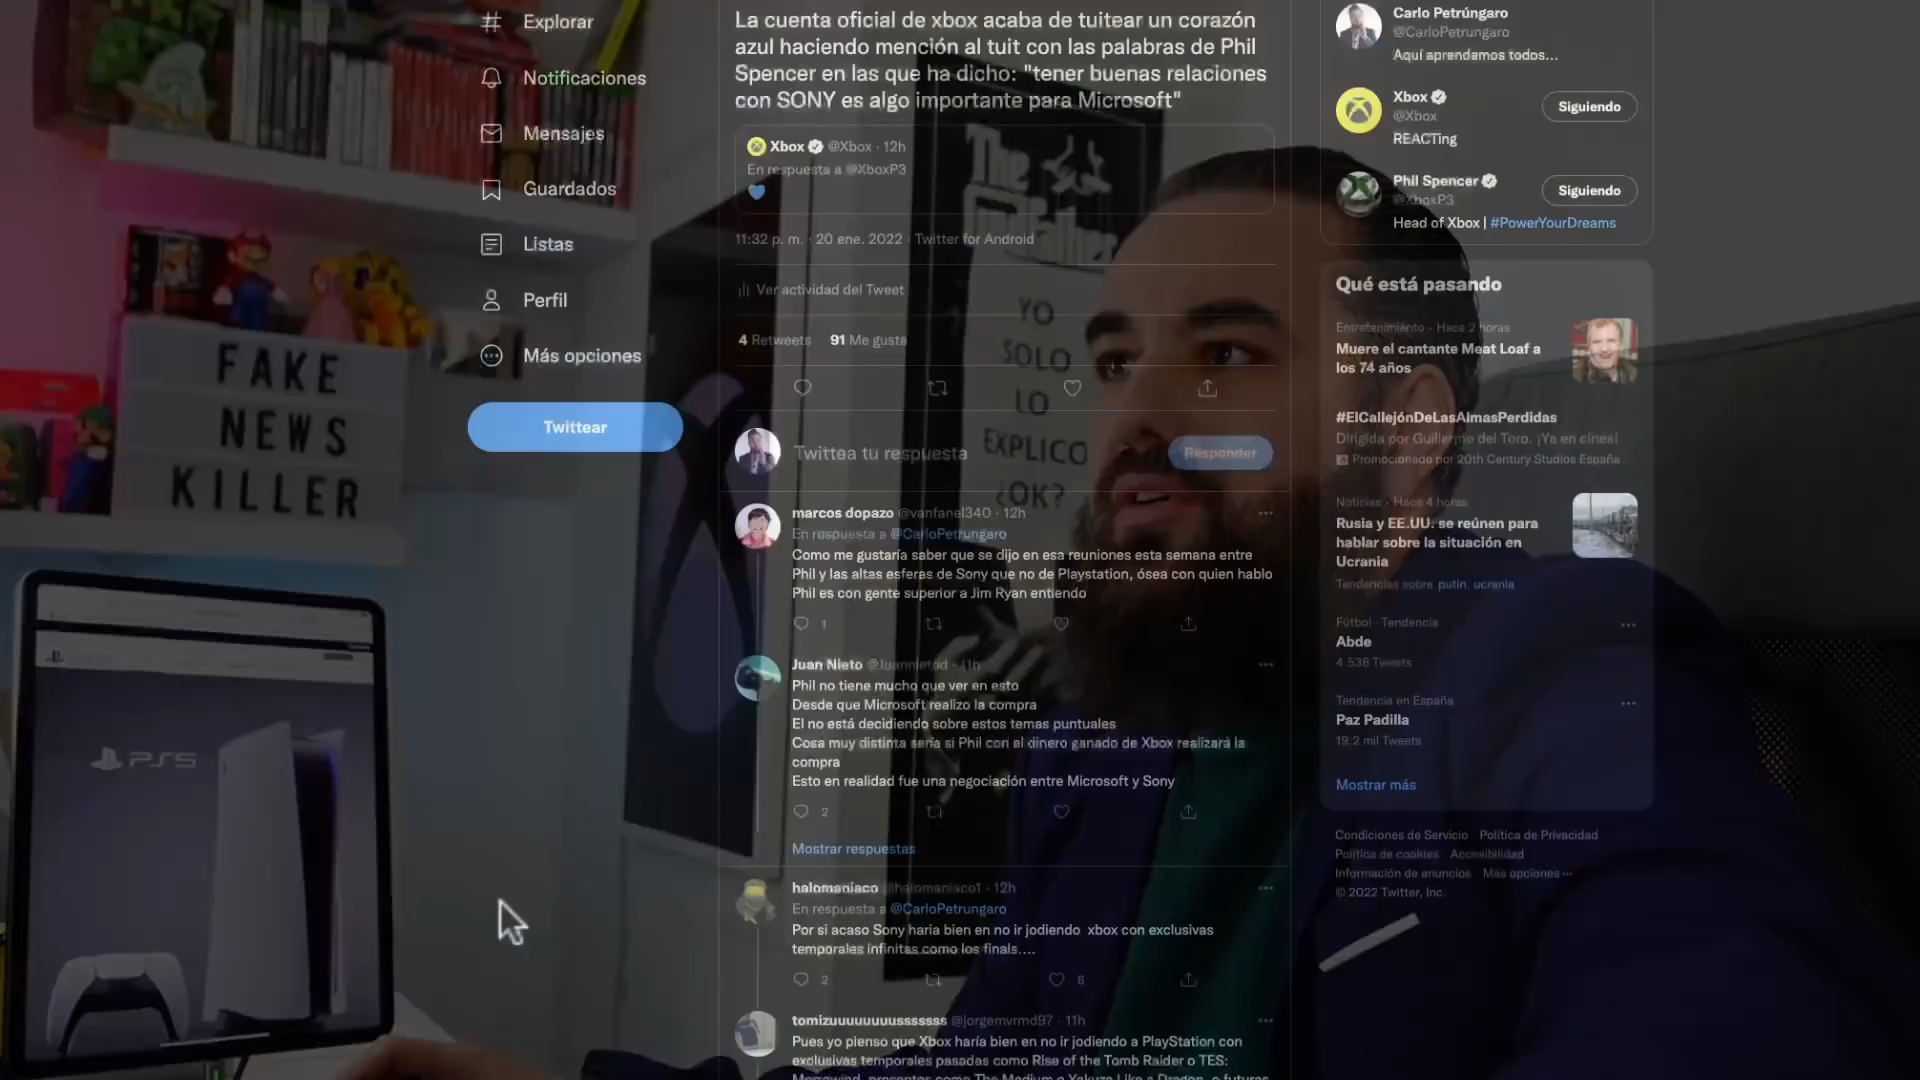 Explorar
Notificaciones
Mensajes
Guardados
Listas
Perfil
Más opciones
Twittear
La cuenta oficial de xbox acaba de tuitear un corazón
azul haciendo mención al tuit con las palabras de Phil
Spencer en las que ha dicho: "tener buenas relaciones
con SONY es algo importante para Microsoft"
Xbox @Xbox · 12h
En respuesta a @XboxP3
11:32 p. m. · 20 ene. 2022 · Twitter for Android
Ver actividad del Tweet
4 Retweets 91 Me gusta
Twittea tu respuesta
Responder
marcos dopazo @vanfanel340 · 12h
En respuesta a @CarloPetrungaro
Como me gustaría saber que se dijo en esa reuniones esta semana entre
Phil y las altas esferas de Sony que no de Playstation, ósea con quien hablo
Phil es con gente superior a Jim Ryan entiendo
1
Juan Nieto · 11h
Phil no tiene mucho que ver en esto
Desde que Microsoft realizo la compra
El no está decidiendo sobre estos temas puntuales
Cosa muy distinta sería si Phil con el dinero ganado de Xbox realizará la
compra
Esto en realidad fue una negociación entre Microsoft y Sony
2
Mostrar respuestas
halomaniaco @halomaniaco1 · 12h
En respuesta a @CarloPetrungaro
Por si acaso Sony haria bien en no ir jodiendo xbox con exclusivas
temporales infinitas como los finals....
2 6
tomizuuuuuuuusssssss @jorgemvrmd97 · 11h
Pues yo pienso que Xbox haría bien en no ir jodiendo a PlayStation con
exclusivas temporales pasadas como Rise of the Tomb Raider o TES:
Morrowind, presentes como The Medium o Yakuza Like a Dragon, o futuras
Carlo Petrúngaro
@CarloPetrungaro
Aquí aprendamos todos...
Xbox
@Xbox
Siguiendo
REACTing
Phil Spencer
@XboxP3
Siguiendo
Head of Xbox | #PowerYourDreams
Qué está pasando
Entretenimiento · Hace 2 horas
Muere el cantante Meat Loaf a
los 74 años
#ElCallejónDeLasAlmasPerdidas
Dirigida por Guillermo del Toro. ¡Ya en cines!
Promocionado por 20th Century Studios España
Noticias · Hace 4 horas
Rusia y EE.UU. se reúnen para
hablar sobre la situación en
Ucrania
Tendencias sobre putin, ucrania
Fútbol · Tendencia
Abde
4.536 Tweets
Tendencia en España
Paz Padilla
19.2 mil Tweets
Mostrar más
Condiciones de Servicio Política de Privacidad
Política de cookies Accesibilidad
Información de anuncios Más opciones ···
© 2022 Twitter, Inc.
FAKE
NEWS
KILLER
PS5
The
Godfather
YO
SOLO
LO
EXPLICO
¿OK?